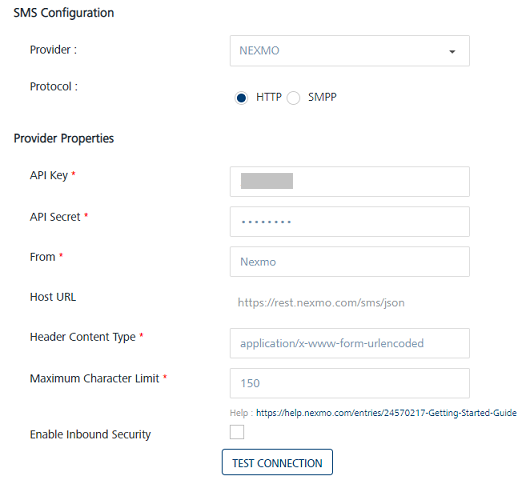 SMS Configuration
Provider :
NEXMO
Protocol :
HTTP
SMPP
Provider Properties
API Key *
API Secret *
••••••••
From *
Nexmo
Host URL
https://rest.nexmo.com/sms/json
Header Content Type *
application/x-www-form-urlencoded
Maximum Character Limit *
150
Help : https://help.nexmo.com/entries/24570217-Getting-Started-Guide
Enable Inbound Security
TEST CONNECTION